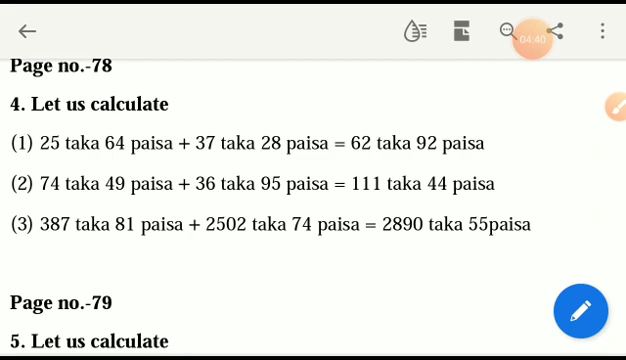 04:40
Page no.-78
4. Let us calculate
(1) 25 taka 64 paisa + 37 taka 28 paisa = 62 taka 92 paisa
(2) 74 taka 49 paisa + 36 taka 95 paisa = 111 taka 44 paisa
(3) 387 taka 81 paisa + 2502 taka 74 paisa = 2890 taka 55paisa
Page no.-79
5. Let us calculate